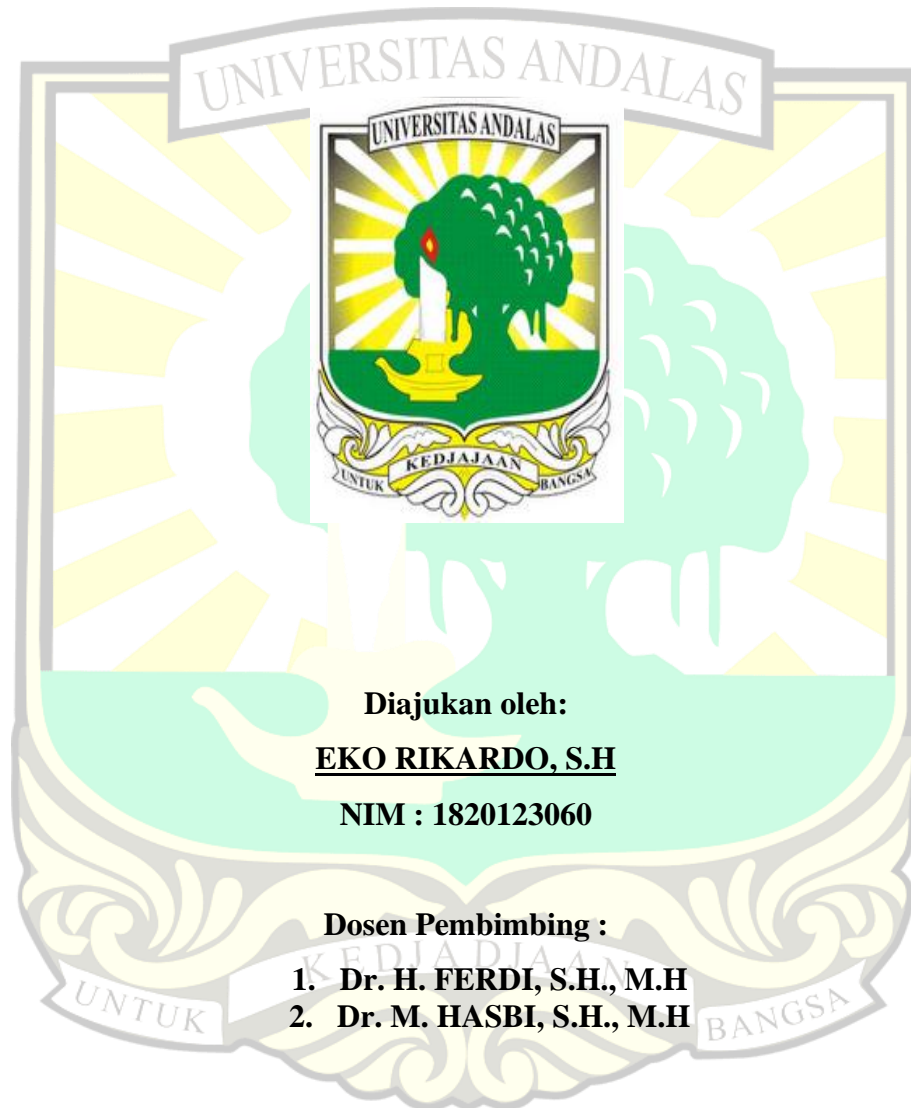 UNIVERSITAS ANDALAS
UNIVERSITAS ANDALAS
KEDJAJAAN
UNTUK BANGSA
Diajukan oleh:
EKO RIKARDO, S.H
NIM : 1820123060
Dosen Pembimbing :
KEDJADJAAN
1. Dr. H. FERDI, S.H., M.H
2. Dr. M. HASBI, S.H., M.H
UNTUK BANGSA